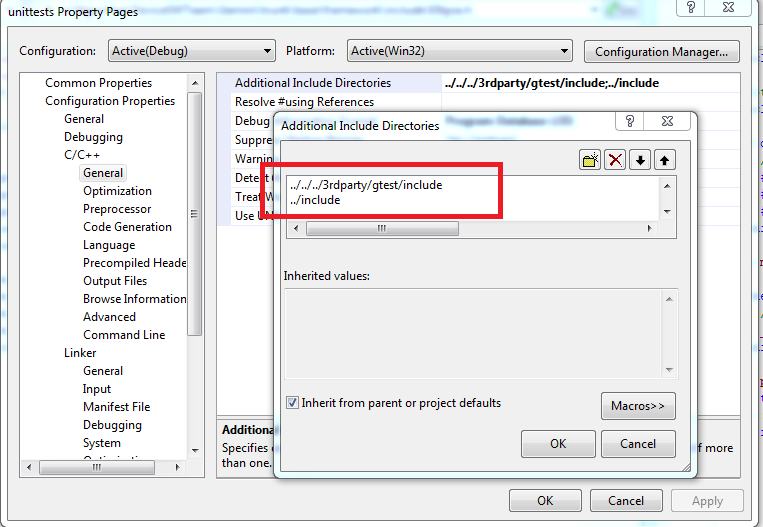 unittests Property Pages
Configuration: Active(Debug) Platform: Active(Win32) Configuration Manager...
Common Properties
Configuration Properties
General
Debugging
C/C++
General
Optimization
Preprocessor
Code Generation
Language
Precompiled Heade
Output Files
Browse Information
Advanced
Command Line
Linker
General
Input
Manifest File
Debugging
System
Additional Include Directories ../../../3rdparty/gtest/include;../include
Resolve #using References
Debug
Suppre
Warnin
Detect
Treat W
Use UN
Additional Include Directories
../../../3rdparty/gtest/include
../include
Inherited values:
Inherit from parent or project defaults
Macros>>
OK Cancel
Additiona
Specifies
f more
than one.
OK Cancel Apply